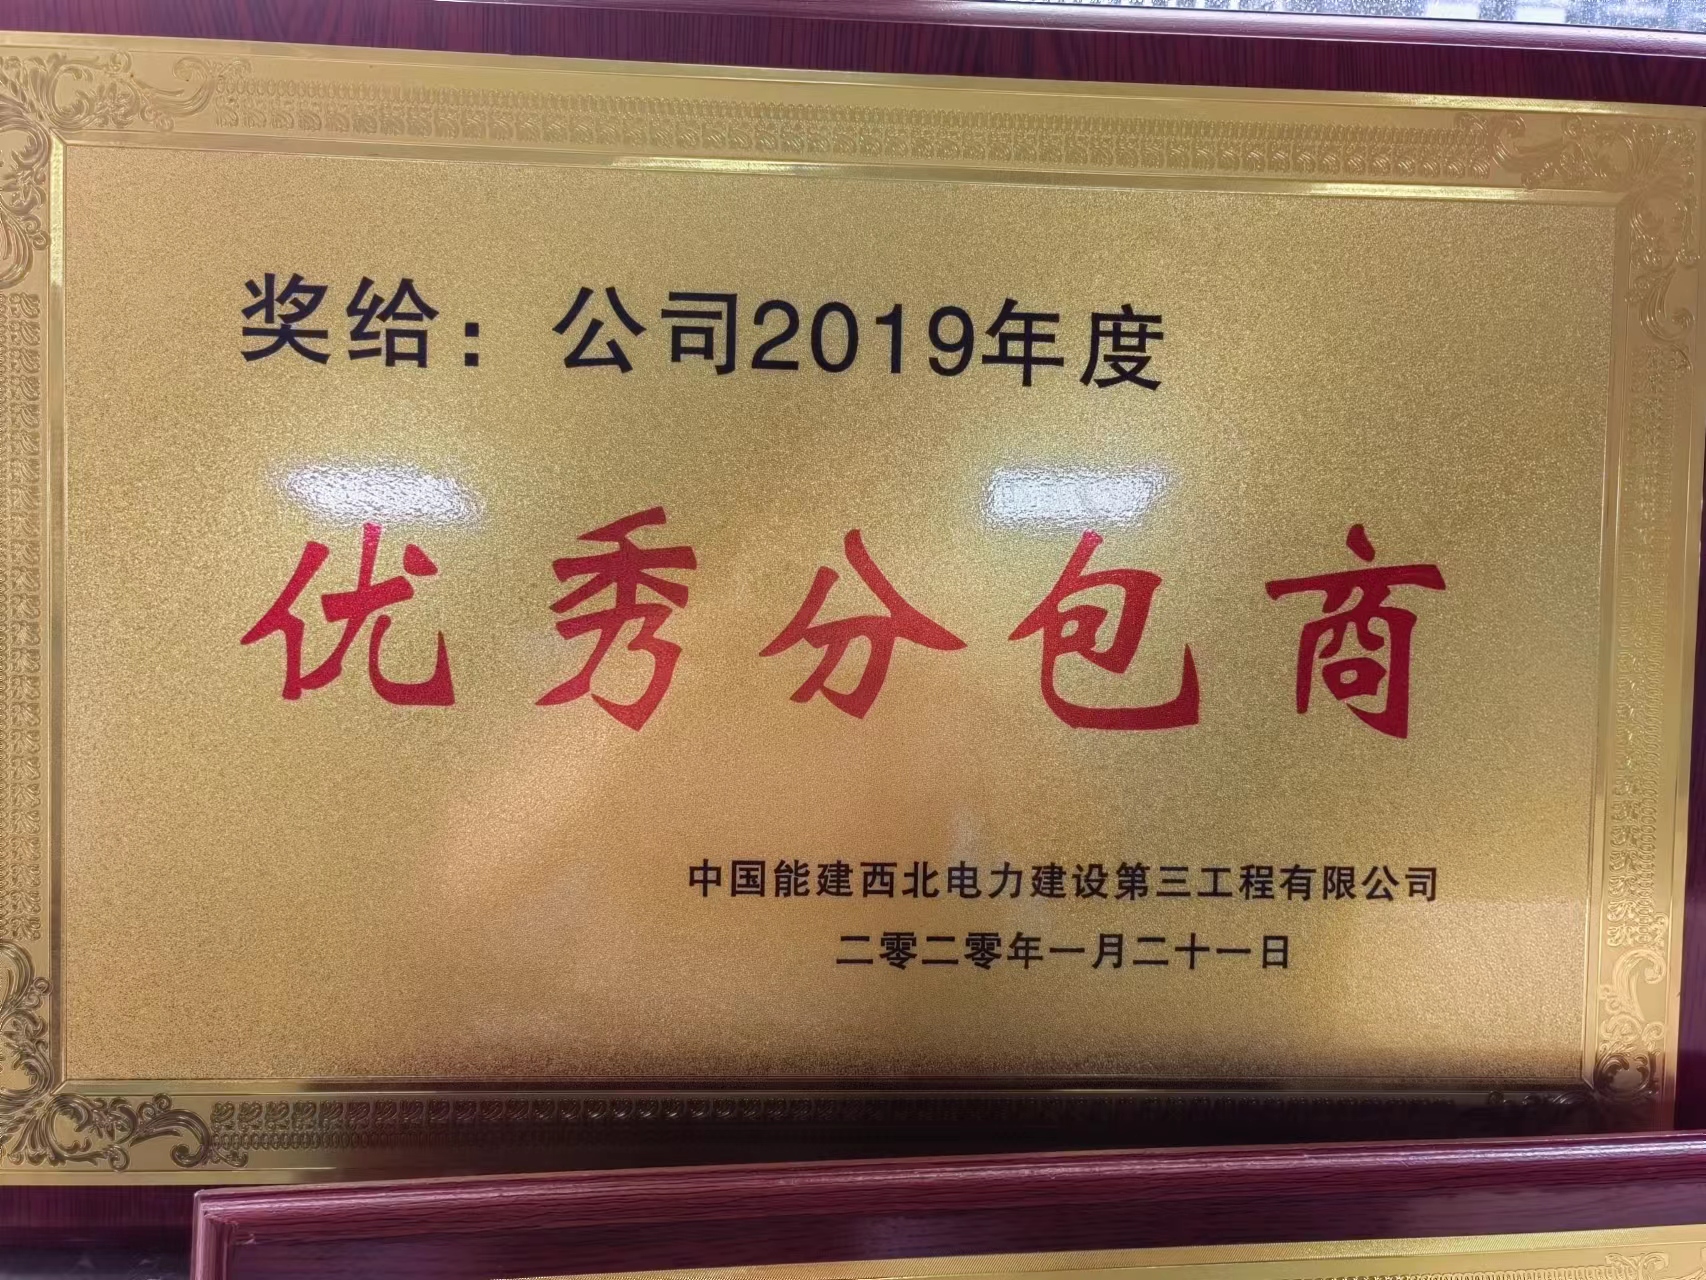 奖给：公司2019年度
优秀分包商
中国能建西北电力建设第三工程有限公司
二零二零年一月二十一日